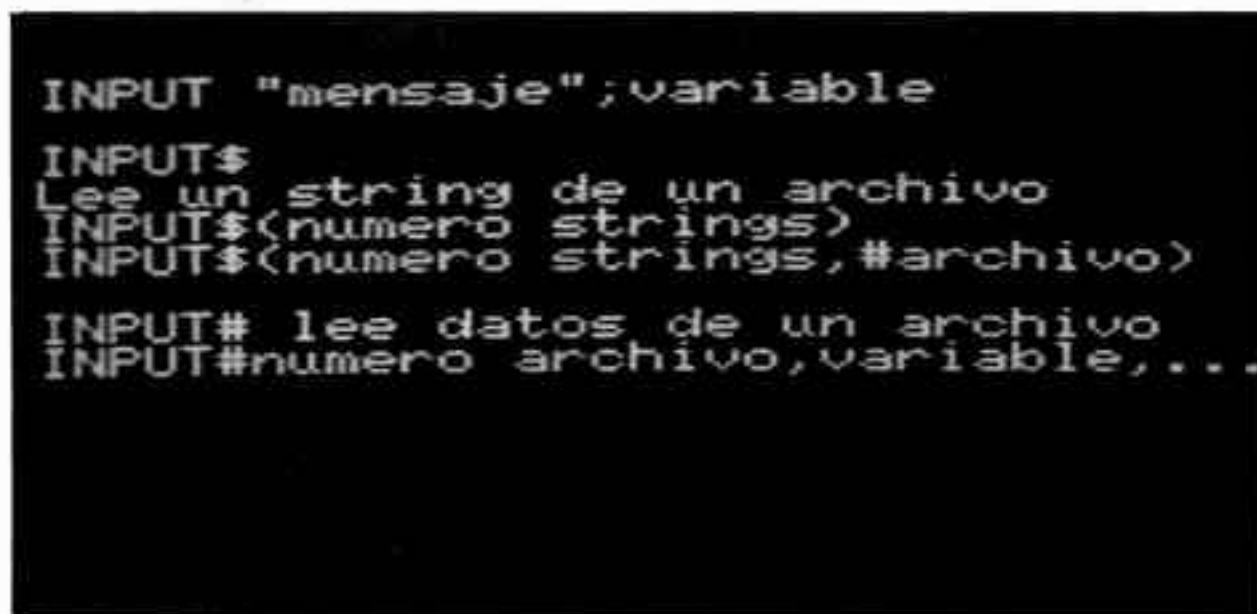 INPUT "mensaje";variable
INPUT$
Lee un string de un archivo
INPUT$(numero strings)
INPUT$(numero strings,#archivo)
INPUT# lee datos de un archivo
INPUT#numero archivo,variable,...